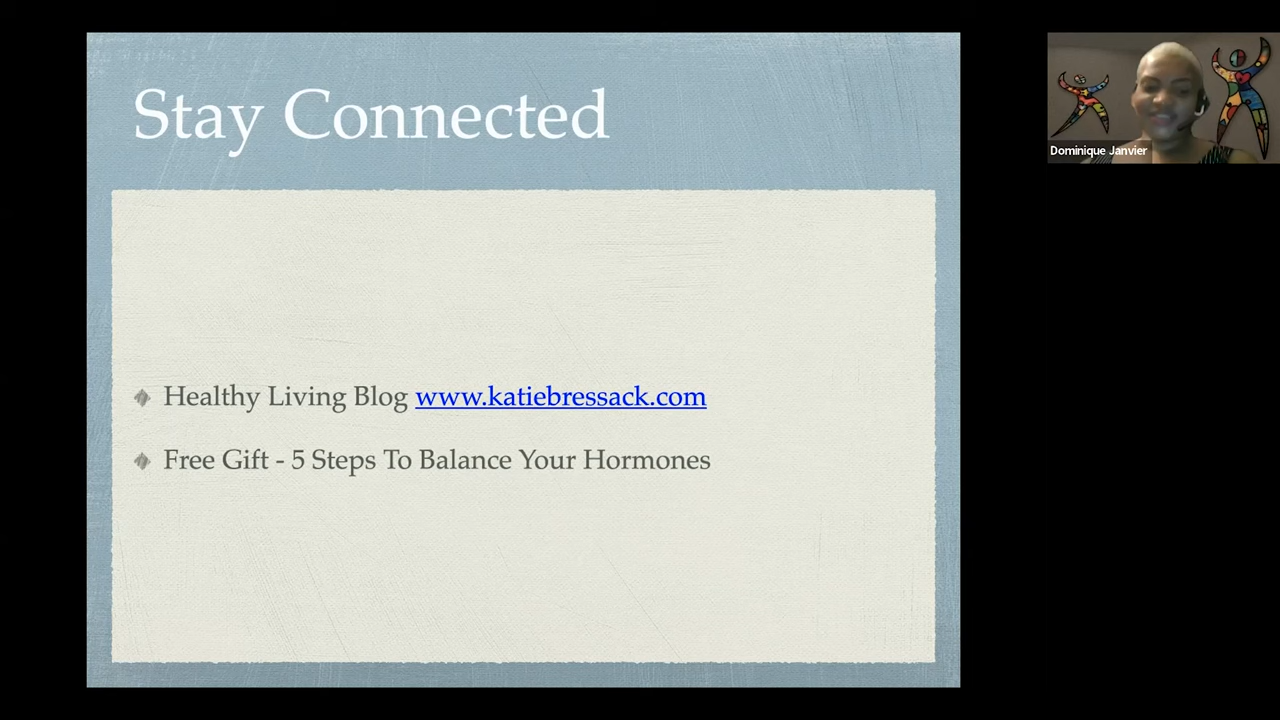 Stay Connected
Healthy Living Blog www.katiebressack.com
Free Gift - 5 Steps To Balance Your Hormones
Dominique Janvier